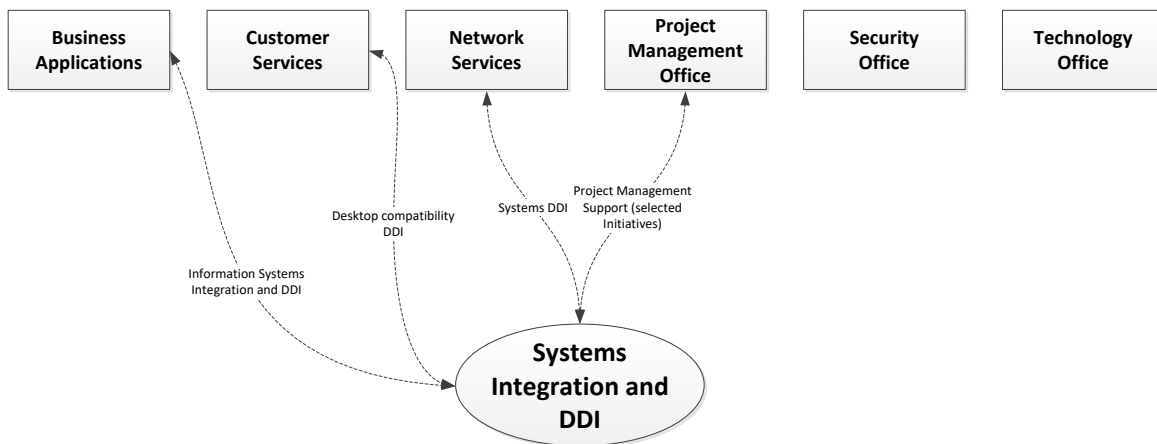 Business
Applications
Customer
Services
Network
Services
Project
Management
Office
Security
Office
Technology
Office
Project Management
Support (selected
Initiatives)
Systems DDI
Desktop compatibility
DDI
Information Systems
Integration and DDI
Systems
Integration and
DDI